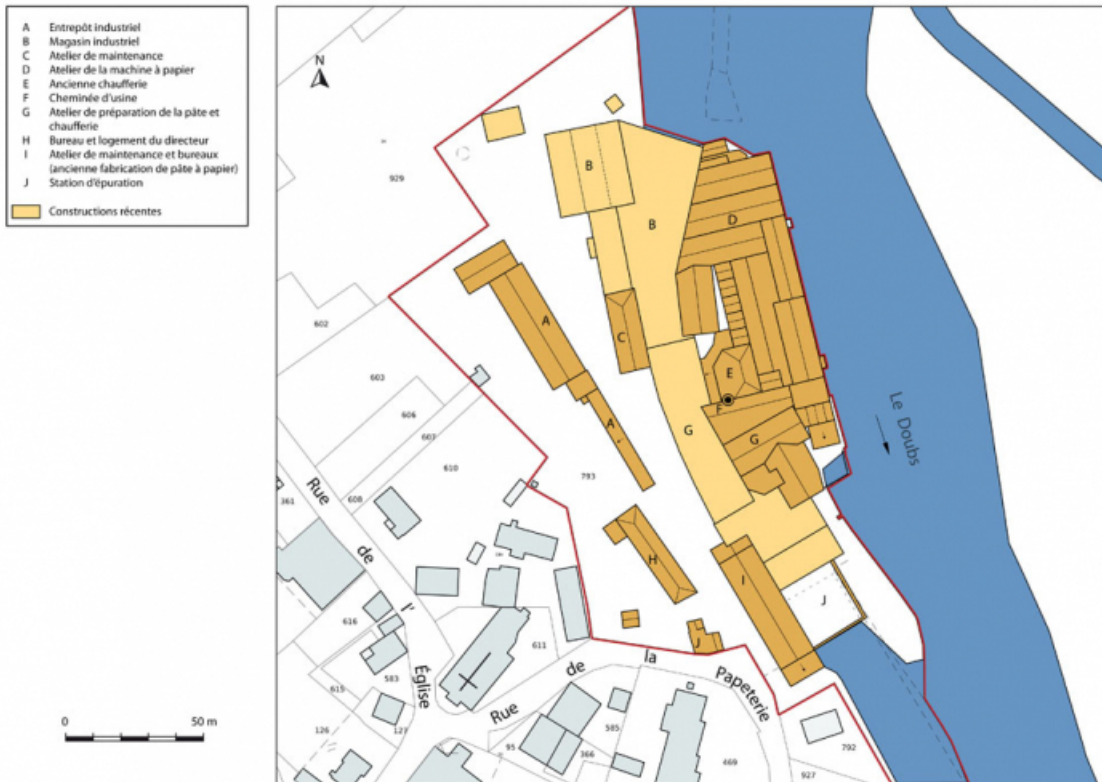 A Entrepôt industriel
B Magasin industriel
C Atelier de maintenance
D Atelier de la machine à papier
E Ancienne chaufferie
F Cheminée d'usine
G Atelier de préparation de la pâte et
chaufferie
H Bureau et logement du directeur
I Atelier de maintenance et bureaux
(ancienne fabrication de pâte à papier)
J Station d'épuration
Constructions récentes
N
929
B
B
D
A
C
E
F
G
G
A
602
603
606
607
610
608
361
793
H
I
J
J
616
615
583
611
126
127
95
366
585
469
927
792
Rue de l' Église
Rue de la Papeterie
Le Doubs
0 50 m